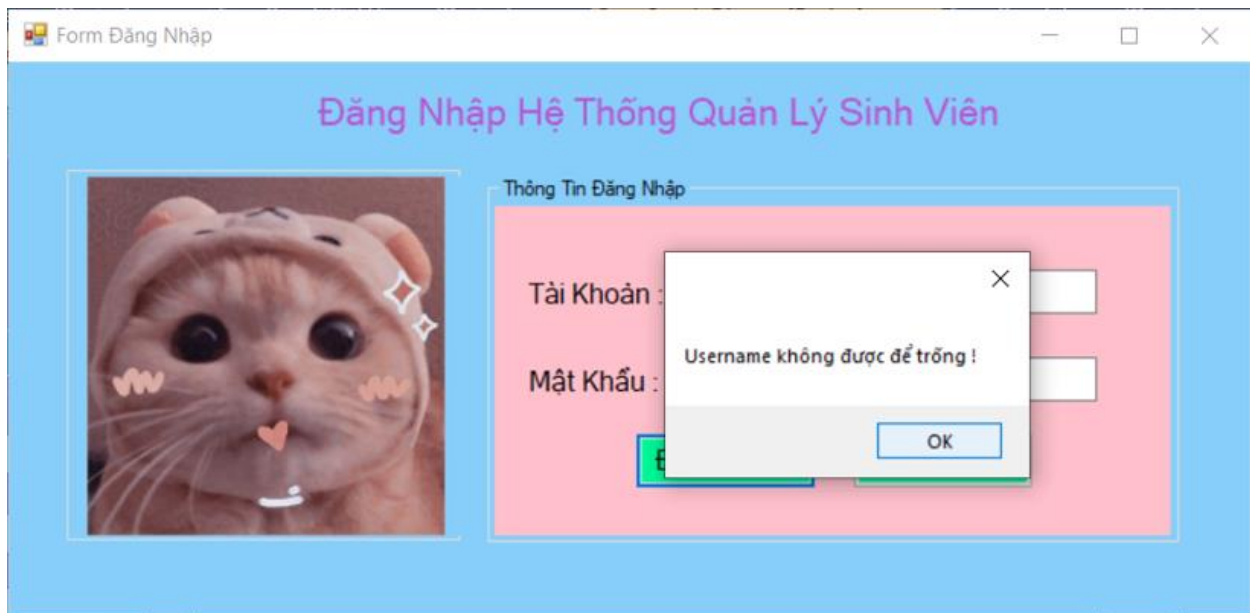 Form Đăng Nhập
Đăng Nhập Hệ Thống Quản Lý Sinh Viên
Thông Tin Đăng Nhập
Tài Khoản :
Username không được để trống !
Mật Khẩu :
OK